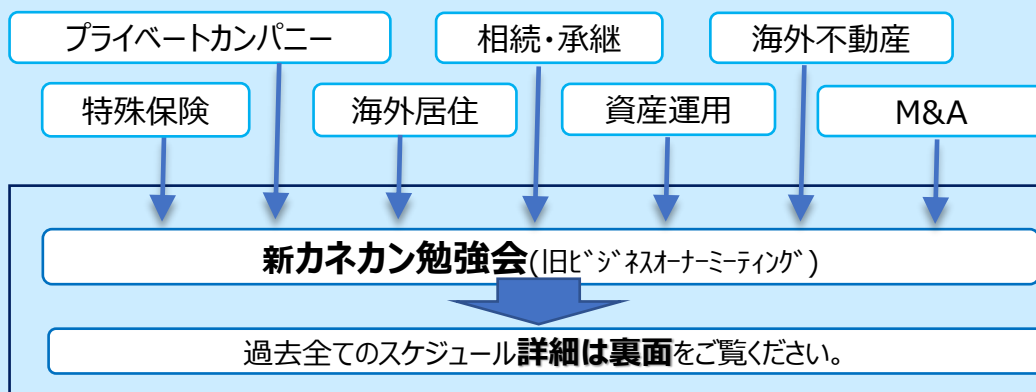 プライベートカンパニー 相続・承継 海外不動産
特殊保険 海外居住 資産運用 M&A
新カネカン勉強会(旧ﾋﾞｼﾞﾈｽｵｰﾅｰﾐｰﾃｨﾝｸﾞ)
過去全てのスケジュール詳細は裏面をご覧ください。